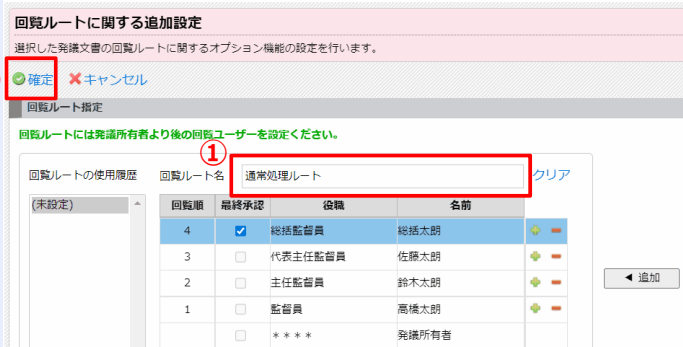 回覧ルートに関する追加設定
選択した発議文書の回覧ルートに関するオプション機能の設定を行います。
確定 キャンセル
回覧ルート指定
回覧ルートには発議所有者より後の回覧ユーザーを設定ください。
①
回覧ルートの使用履歴 回覧ルート名 通常処理ルート クリア
(未設定) 回覧順 最終承認 役職 名前
4 総括監督員 総括太朗
3 代表主任監督員 佐藤太朗
◀ 追加
2 主任監督員 鈴木太朗
1 監督員 高橋太朗
＊＊＊＊ 発議所有者